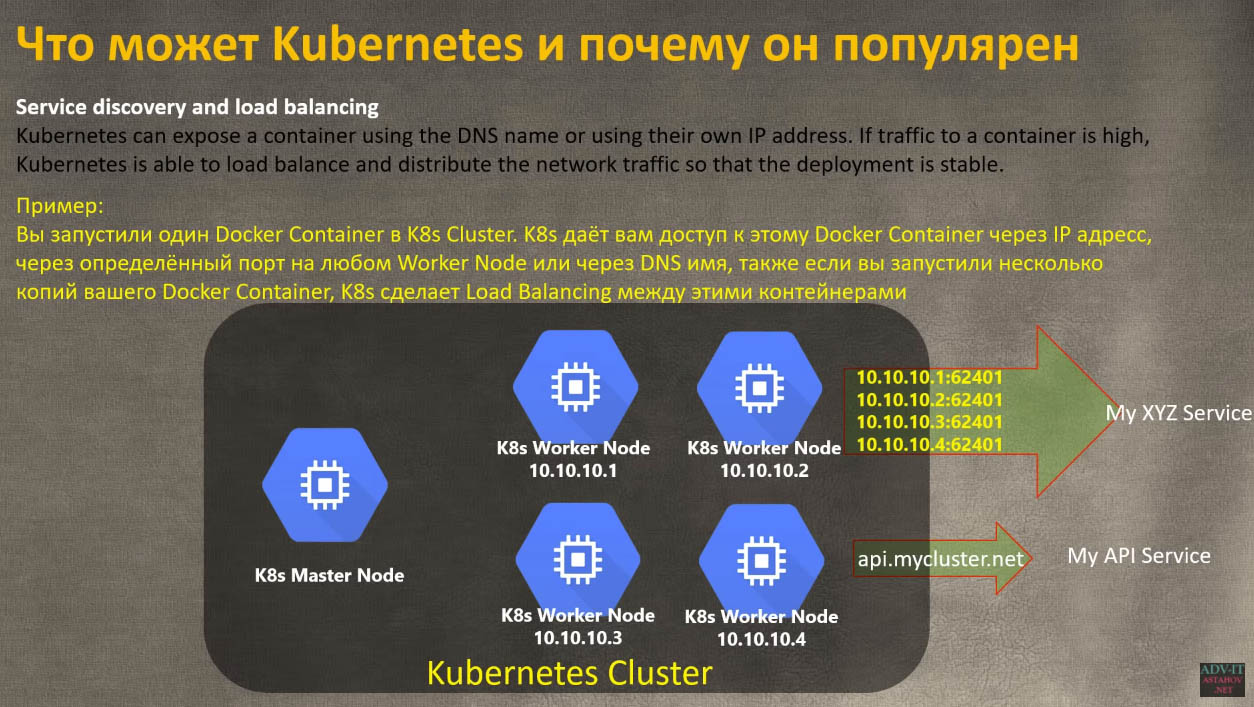 Что может Kubernetes и почему он популярен
Service discovery and load balancing
Kubernetes can expose a container using the DNS name or using their own IP address. If traffic to a container is high,
Kubernetes is able to load balance and distribute the network traffic so that the deployment is stable.
Пример:
Вы запустили один Docker Container в K8s Cluster. K8s даёт вам доступ к этому Docker Container через IP адресс,
через определённый порт на любом Worker Node или через DNS имя, также если вы запустили несколько
копий вашего Docker Container, K8s сделает Load Balancing между этими контейнерами
K8s Master Node
K8s Worker Node
10.10.10.1
K8s Worker Node
10.10.10.2
K8s Worker Node
10.10.10.3
K8s Worker Node
10.10.10.4
10.10.10.1:62401
10.10.10.2:62401
10.10.10.3:62401
10.10.10.4:62401
My XYZ Service
api.mycluster.net
My API Service
Kubernetes Cluster
ADV-IT
ASTAHOV
.NET